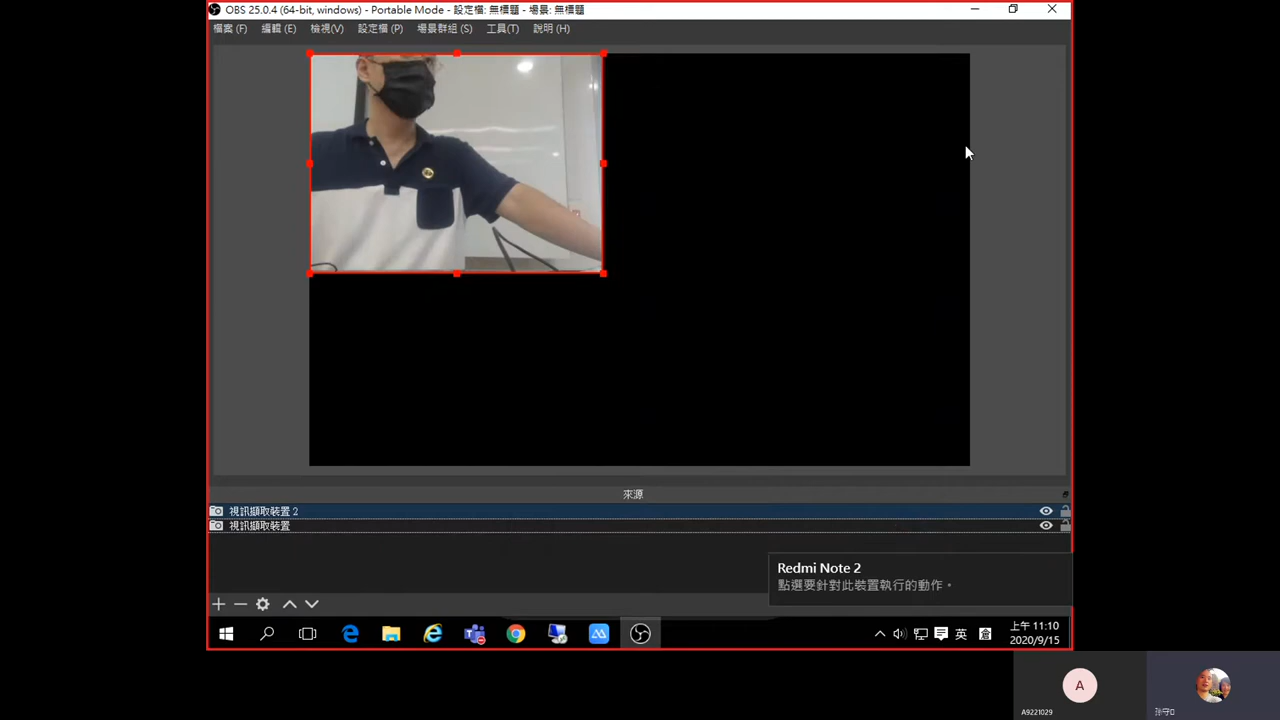 OBS 25.0.4 (64-bit, windows) - Portable Mode - 設定檔: 無標題 - 場景: 無標題
檔案 (F) 編輯 (E) 檢視(V) 設定檔 (P) 場景群組 (S) 工具(T) 說明 (H)
來源
視訊擷取裝置 2
視訊擷取裝置
Redmi Note 2
點選要針對此裝置執行的動作。
英
上午 11:10
2020/9/15
A
A9221029